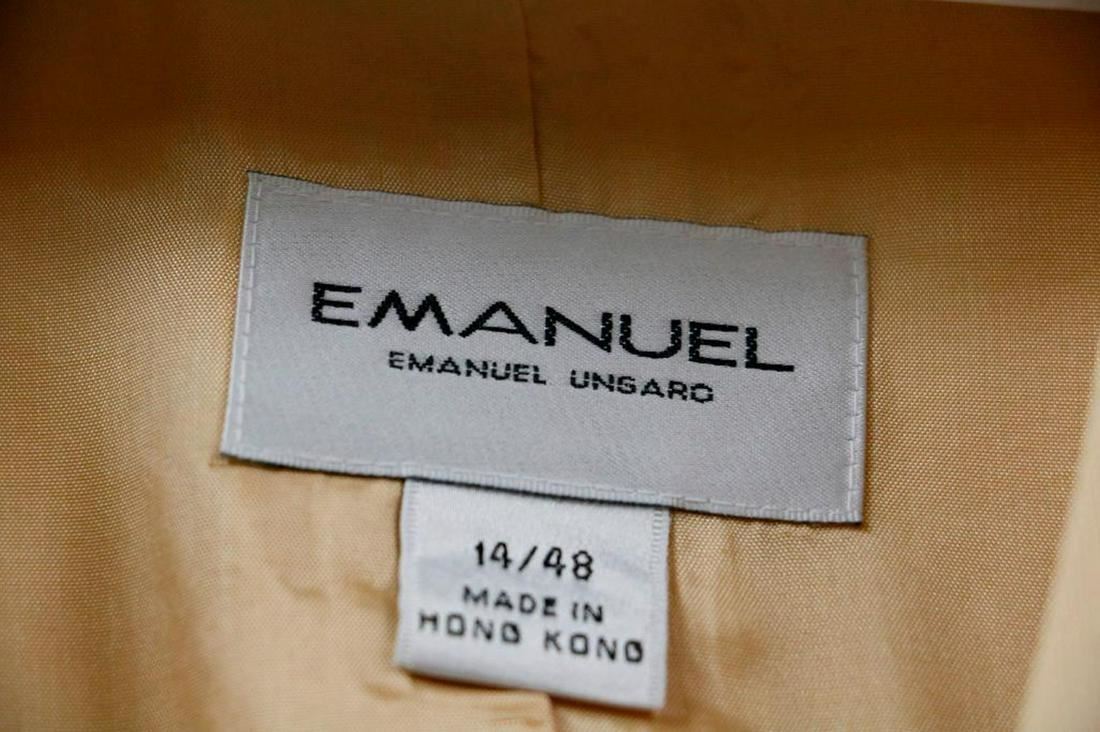 EMANUEL
EMANUEL UNGARO
14/48
MADE IN
HONG KONG